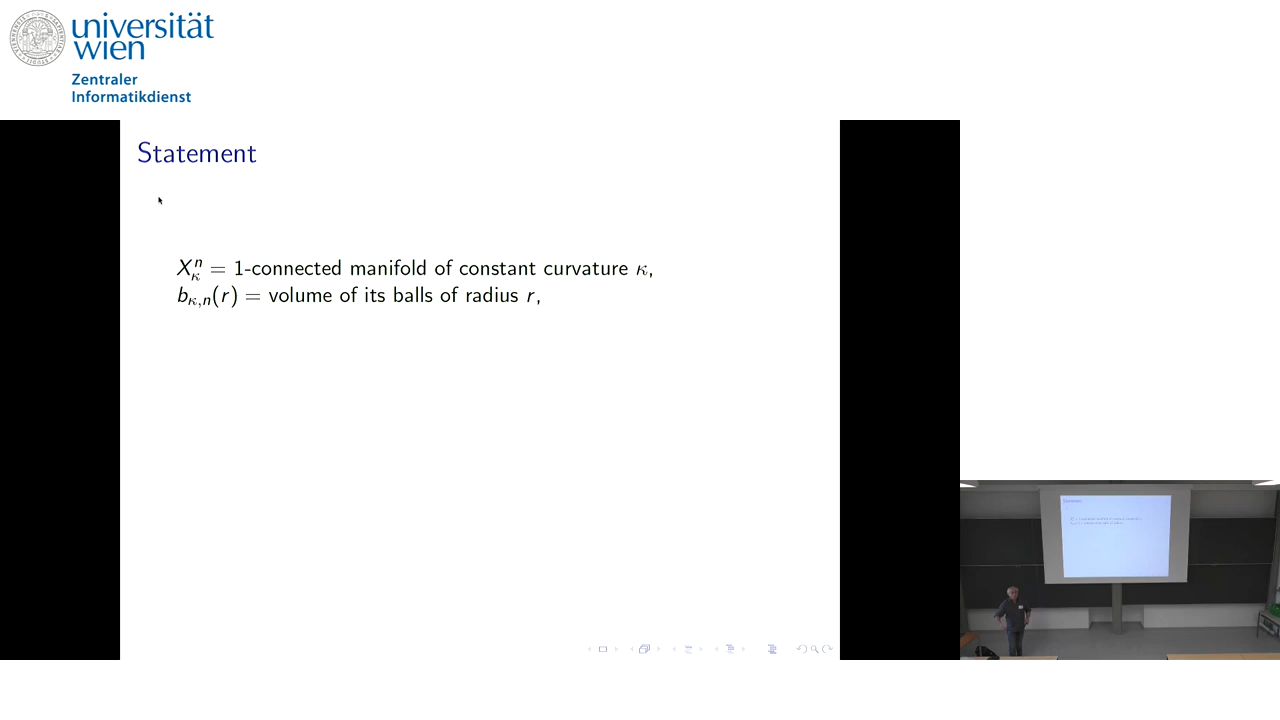 universität
wien
Zentraler
Informatikdienst
Statement
X^n_κ = 1-connected manifold of constant curvature κ,
b_{κ,n}(r) = volume of its balls of radius r,